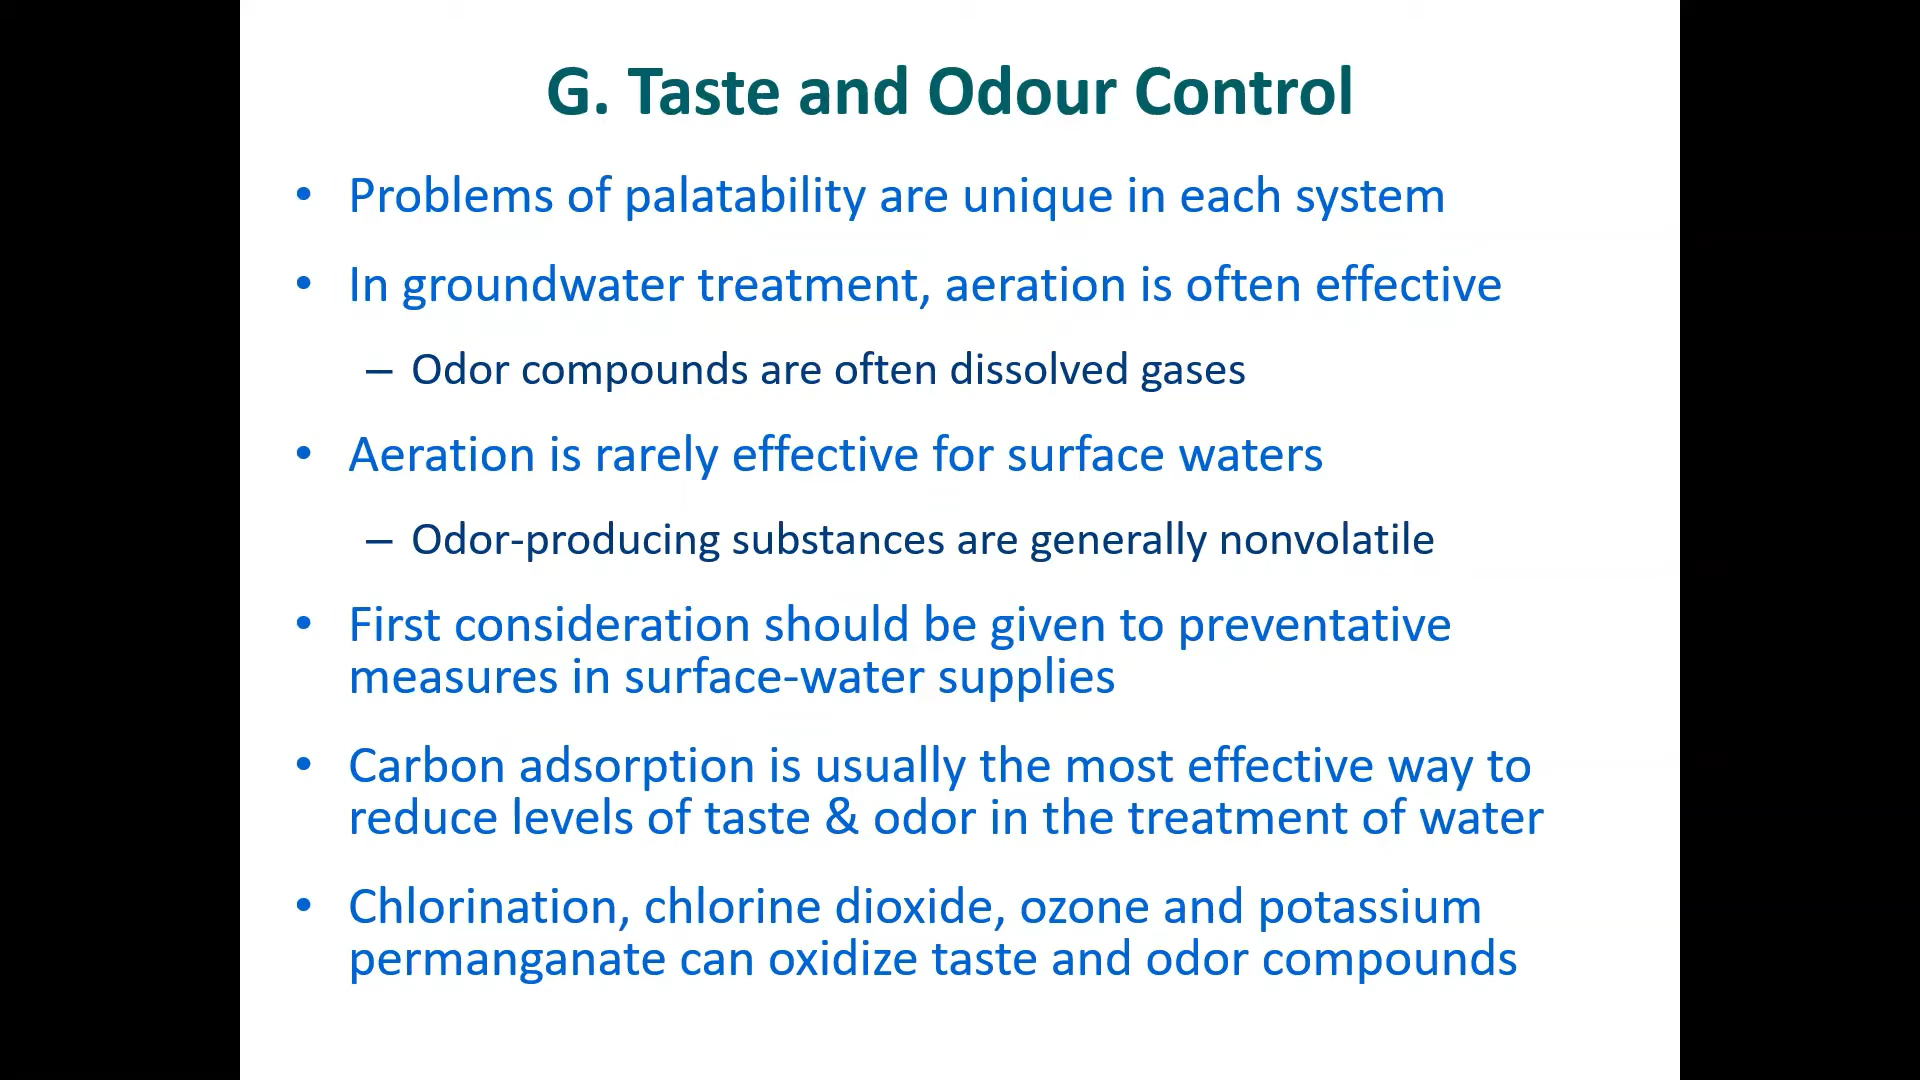 G. Taste and Odour Control
• Problems of palatability are unique in each system
• In groundwater treatment, aeration is often effective
– Odor compounds are often dissolved gases
• Aeration is rarely effective for surface waters
– Odor-producing substances are generally nonvolatile
• First consideration should be given to preventative
measures in surface-water supplies
• Carbon adsorption is usually the most effective way to
reduce levels of taste & odor in the treatment of water
• Chlorination, chlorine dioxide, ozone and potassium
permanganate can oxidize taste and odor compounds